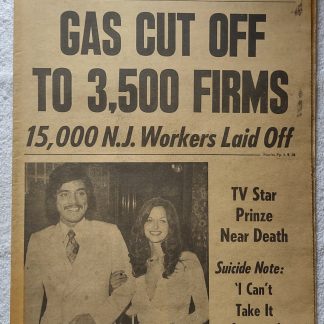 GAS CUT OFF
TO 3,500 FIRMS
15,000 N.J. Workers Laid Off
TV Star
Prinze
Near Death
Suicide Note:
'I Can't
Take It